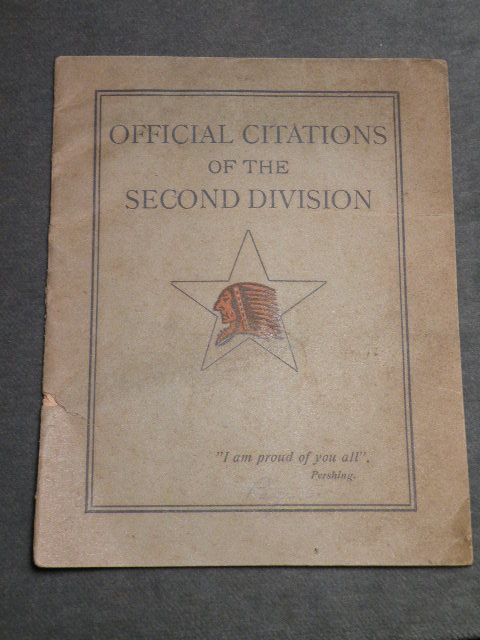 OFFICIAL CITATIONS
OF THE
SECOND DIVISION
"I am proud of you all".
Pershing.